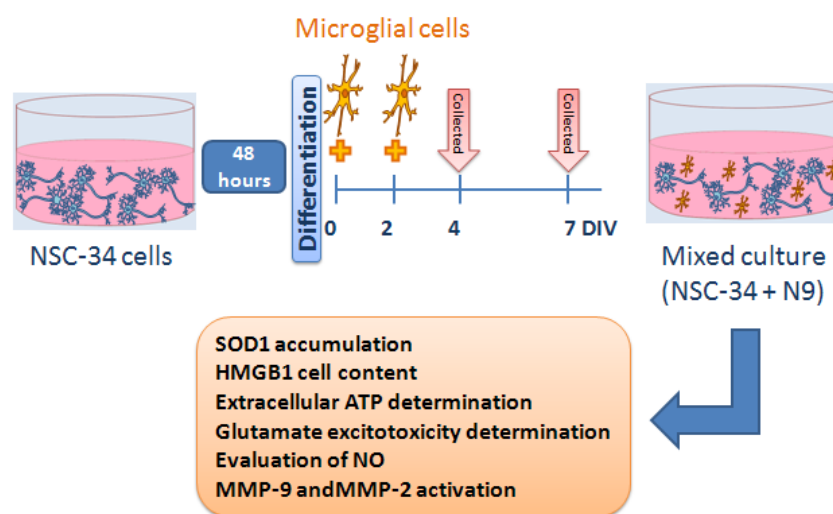 Microglial cells
48
hours
Differentiation
Collected
Collected
0
2
4
7 DIV
NSC-34 cells
Mixed culture
(NSC-34 + N9)
SOD1 accumulation
HMGB1 cell content
Extracellular ATP determination
Glutamate excitotoxicity determination
Evaluation of NO
MMP-9 andMMP-2 activation